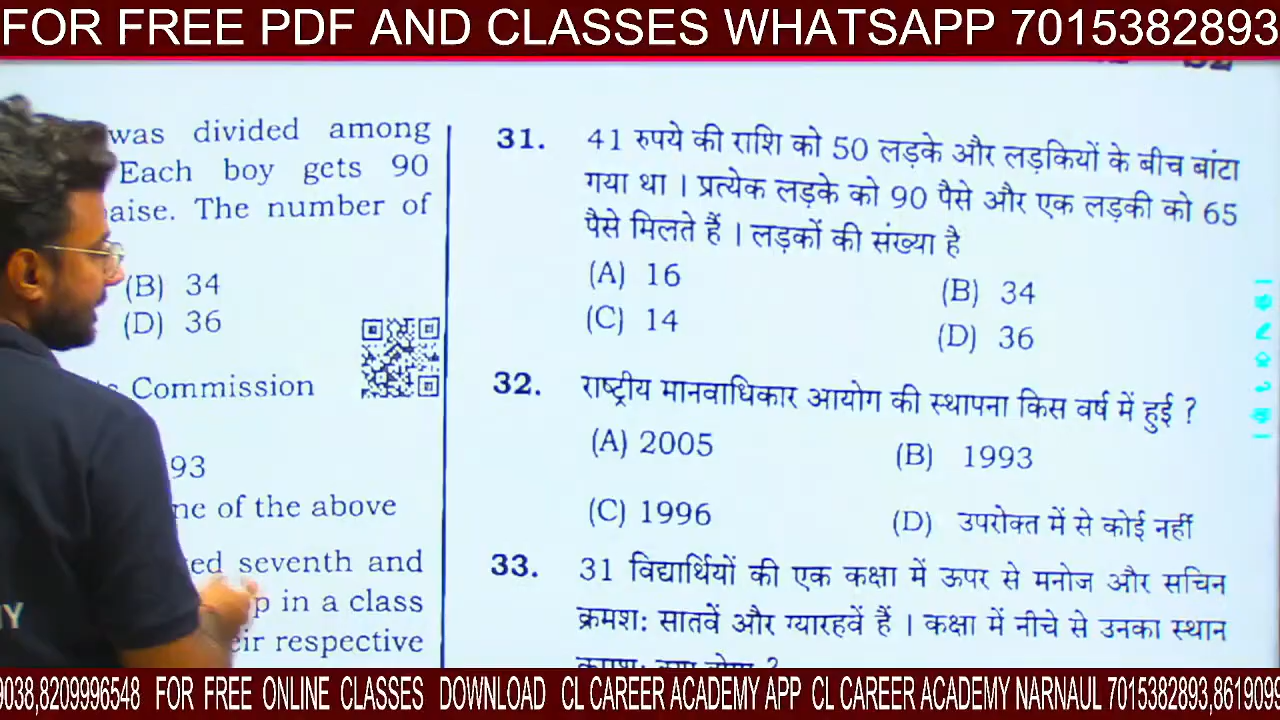 FOR FREE PDF AND CLASSES WHATSAPP 7015382893
was divided among
Each boy gets 90
paise. The number of
(B) 34
(D) 36
Commission
93
of the above
seventh and
in a class
respective
31. 41 रुपये की राशि को 50 लड़के और लड़कियों के बीच बांटा
गया था । प्रत्येक लड़के को 90 पैसे और एक लड़की को 65
पैसे मिलते हैं । लड़कों की संख्या है
(A) 16 (B) 34
(C) 14 (D) 36
32. राष्ट्रीय मानवाधिकार आयोग की स्थापना किस वर्ष में हुई ?
(A) 2005 (B) 1993
(C) 1996 (D) उपरोक्त में से कोई नहीं
33. 31 विद्यार्थियों की एक कक्षा में ऊपर से मनोज और सचिन
क्रमश: सातवें और ग्यारहवें हैं । कक्षा में नीचे से उनका स्थान
9038,8209996548 FOR FREE ONLINE CLASSES DOWNLOAD CL CAREER ACADEMY APP CL CAREER ACADEMY NARNAUL 7015382893,8619099